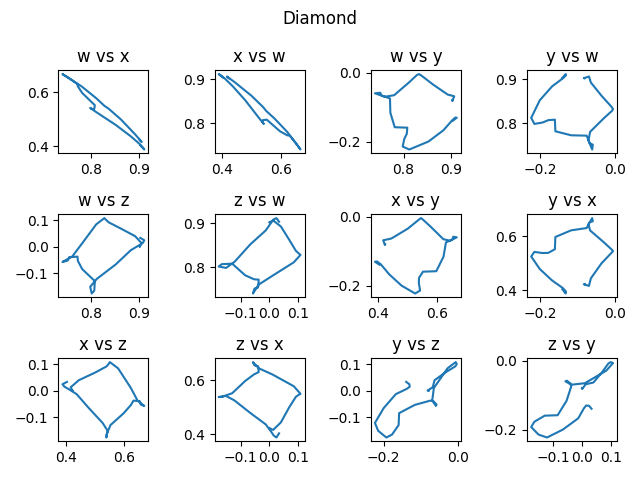 Diamond
w vs x
x vs w
w vs y
y vs w
0.6
0.4
0.8 0.9
0.9
0.8
0.4 0.6
0.0
−0.2
0.8 0.9
0.9
0.8
−0.2 0.0
w vs z
z vs w
x vs y
y vs x
0.1
0.0
−0.1
0.8 0.9
0.9
0.8
−0.1 0.0 0.1
0.0
−0.2
0.4 0.6
0.6
0.4
−0.2 0.0
x vs z
z vs x
y vs z
z vs y
0.1
0.0
−0.1
0.4 0.6
0.6
0.4
−0.1 0.0 0.1
0.1
0.0
−0.1
−0.2 0.0
0.0
−0.2
−0.1 0.0 0.1